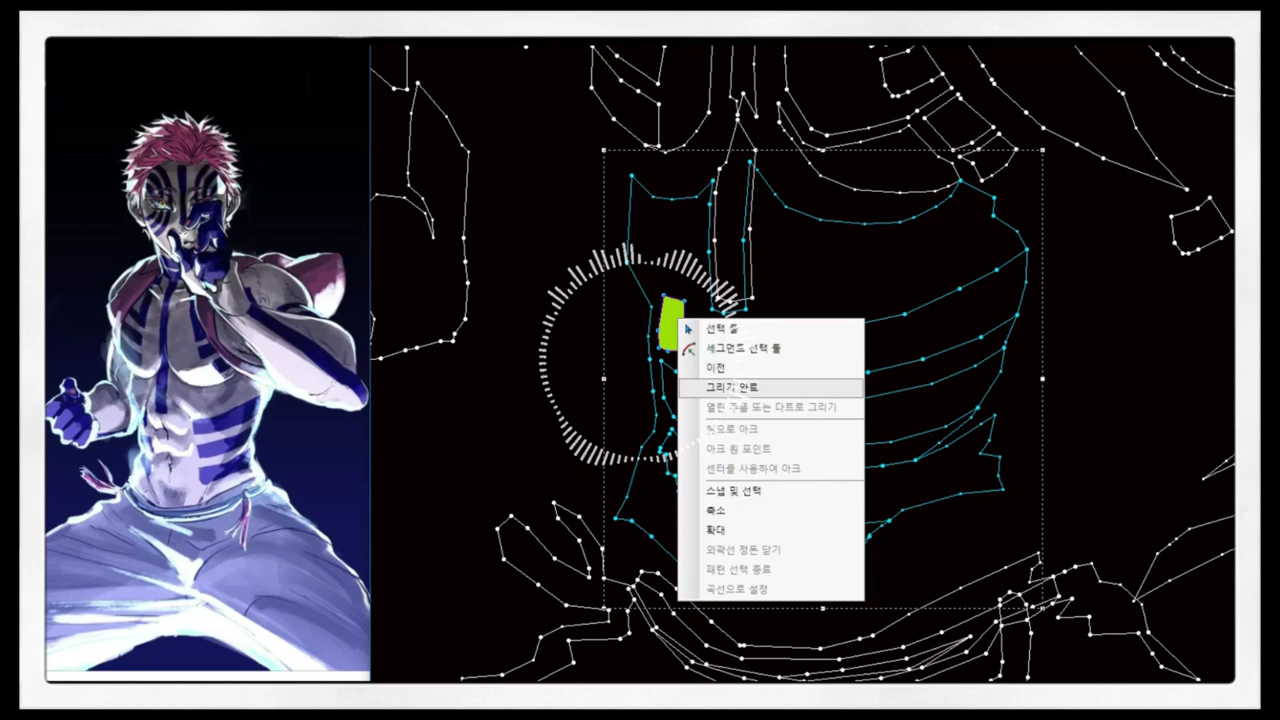 선택 툴
세그먼트 선택 툴
이전
그리기 완료
열린 추출 또는 다트로 그리기
텐으로 아크
아크 원 포인트
센터를 사용하여 아크
스냅 및 선택
축소
확대
외곽선 정돈 닫기
패턴 선택 종료
곡선으로 설정